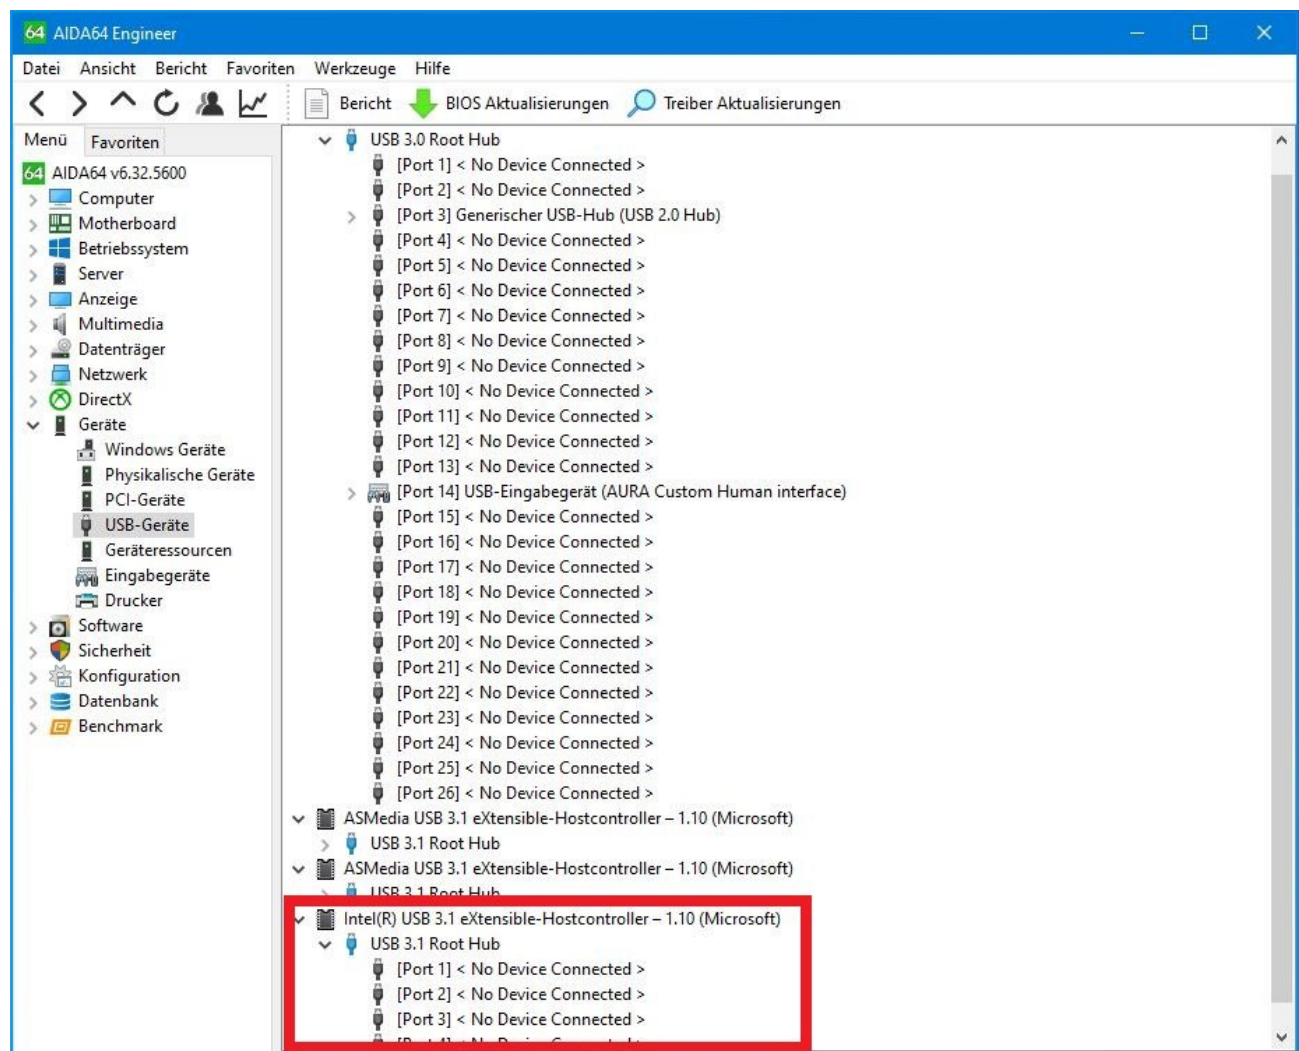 64 AIDA64 Engineer
Datei Ansicht Bericht Favoriten Werkzeuge Hilfe
Bericht BIOS Aktualisierungen Treiber Aktualisierungen
Menü Favoriten
64 AIDA64 v6.32.5600
Computer
Motherboard
Betriebssystem
Server
Anzeige
Multimedia
Datenträger
Netzwerk
DirectX
Geräte
Windows Geräte
Physikalische Geräte
PCI-Geräte
USB-Geräte
Geräteressourcen
Eingabegeräte
Drucker
Software
Sicherheit
Konfiguration
Datenbank
Benchmark
USB 3.0 Root Hub
[Port 1] < No Device Connected >
[Port 2] < No Device Connected >
[Port 3] Generischer USB-Hub (USB 2.0 Hub)
[Port 4] < No Device Connected >
[Port 5] < No Device Connected >
[Port 6] < No Device Connected >
[Port 7] < No Device Connected >
[Port 8] < No Device Connected >
[Port 9] < No Device Connected >
[Port 10] < No Device Connected >
[Port 11] < No Device Connected >
[Port 12] < No Device Connected >
[Port 13] < No Device Connected >
[Port 14] USB-Eingabegerät (AURA Custom Human interface)
[Port 15] < No Device Connected >
[Port 16] < No Device Connected >
[Port 17] < No Device Connected >
[Port 18] < No Device Connected >
[Port 19] < No Device Connected >
[Port 20] < No Device Connected >
[Port 21] < No Device Connected >
[Port 22] < No Device Connected >
[Port 23] < No Device Connected >
[Port 24] < No Device Connected >
[Port 25] < No Device Connected >
[Port 26] < No Device Connected >
ASMedia USB 3.1 eXtensible-Hostcontroller – 1.10 (Microsoft)
USB 3.1 Root Hub
ASMedia USB 3.1 eXtensible-Hostcontroller – 1.10 (Microsoft)
USB 3.1 Root Hub
Intel(R) USB 3.1 eXtensible-Hostcontroller – 1.10 (Microsoft)
USB 3.1 Root Hub
[Port 1] < No Device Connected >
[Port 2] < No Device Connected >
[Port 3] < No Device Connected >